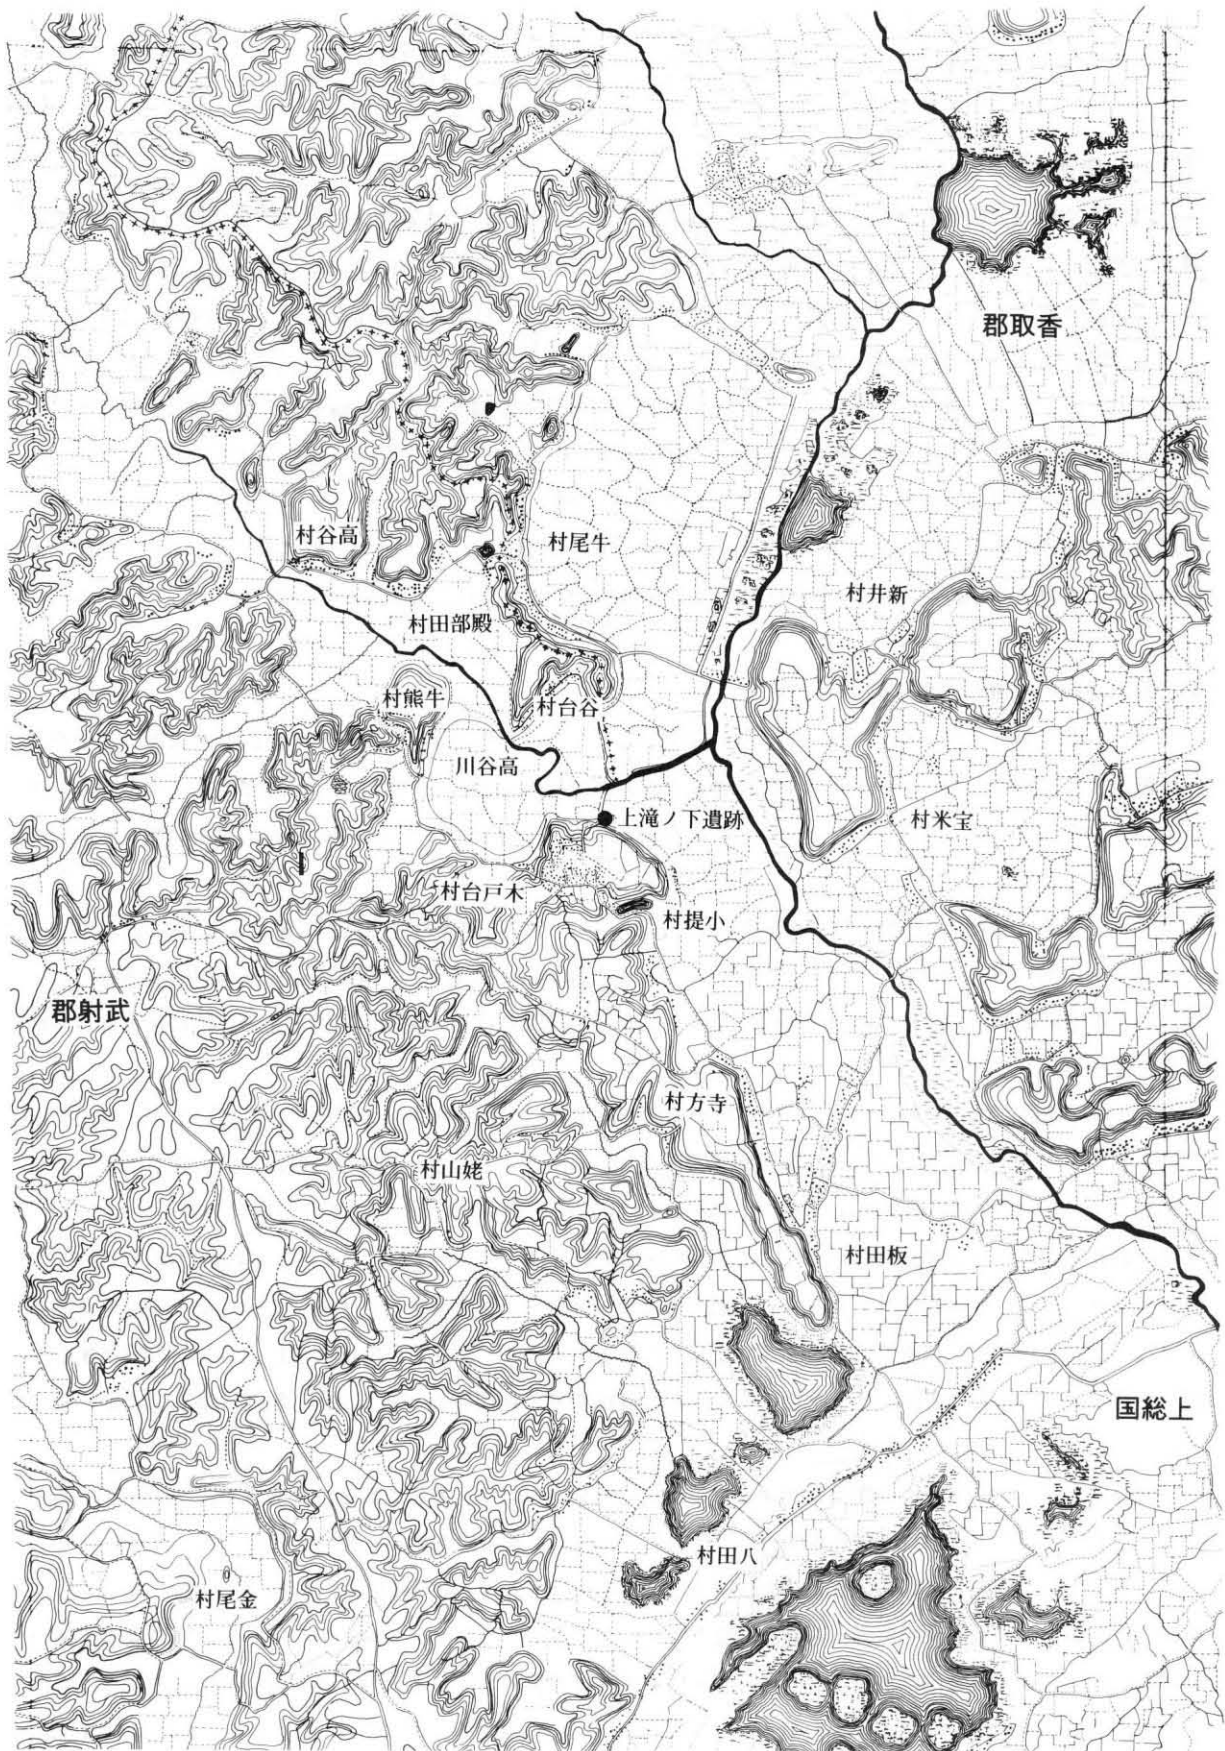 郡取香
村谷高
村尾牛
村井新
村田部殿
村熊牛
村台谷
川谷高
上滝ノ下遺跡
村米宝
村台戸木
村提小
郡射武
村方寺
村山姥
村田板
国総上
村田八
村尾金